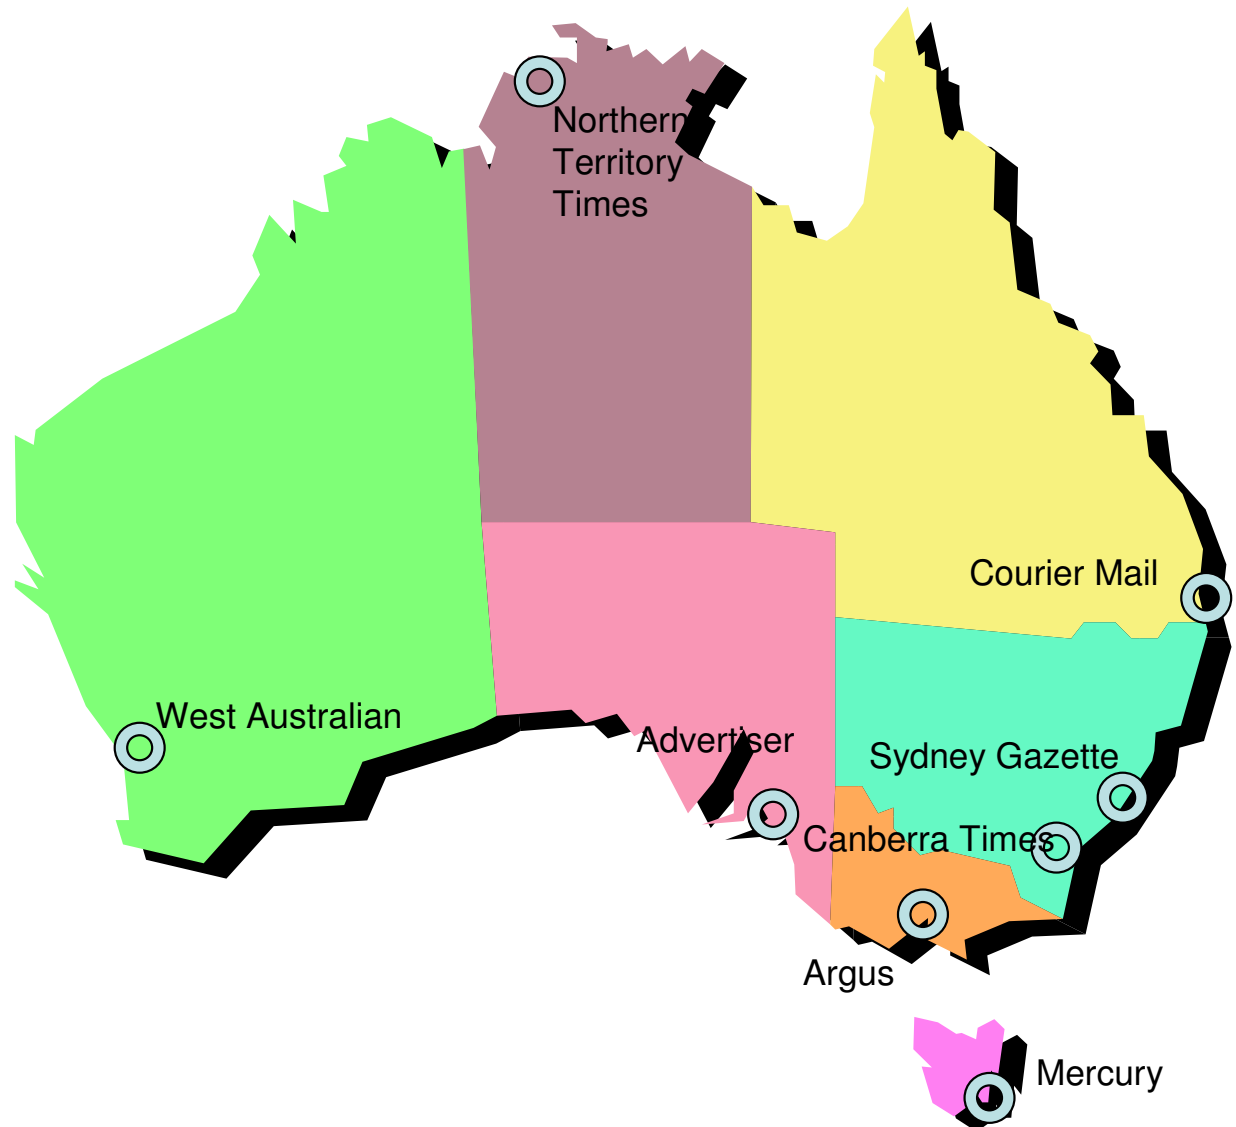 Northern
Territory
Times
Courier Mail
West Australian
Advertiser
Sydney Gazette
Canberra Times
Argus
Mercury